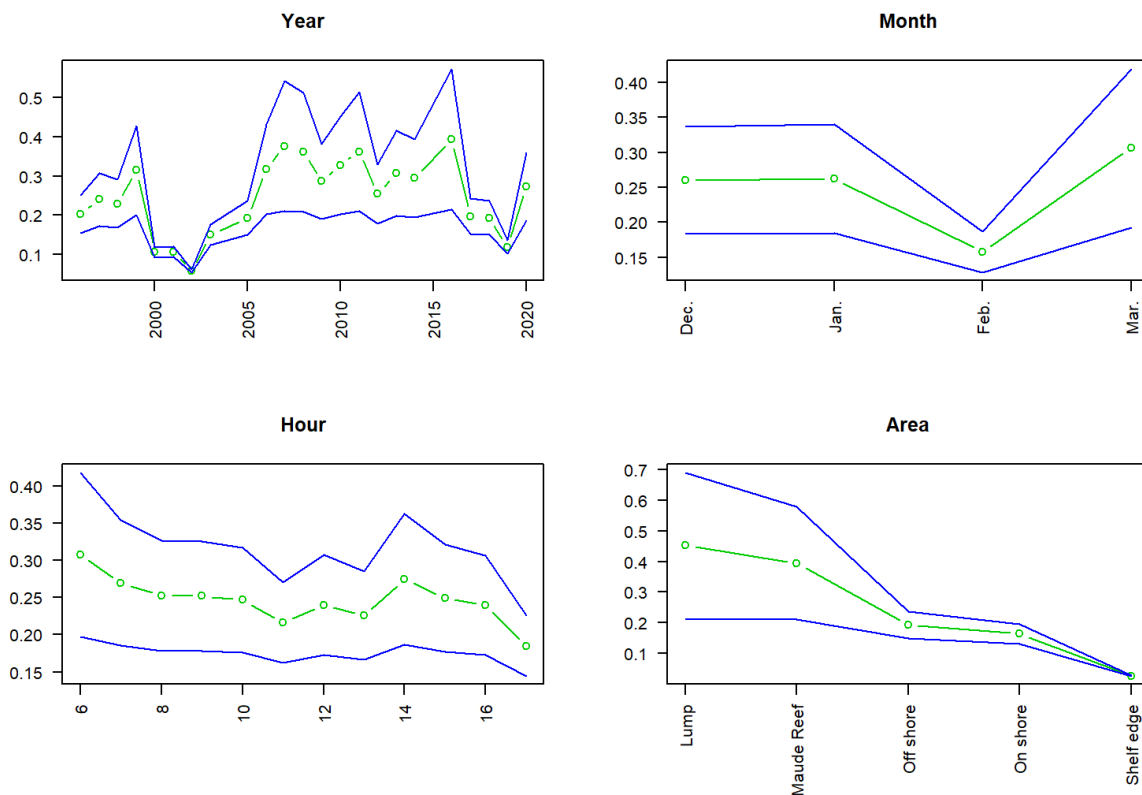 Year
0.5
0.4
0.3
0.2
0.1
2000
2005
2010
2015
2020
Month
0.40
0.35
0.30
0.25
0.20
0.15
Dec.
Jan.
Feb.
Mar.
Hour
0.40
0.35
0.30
0.25
0.20
0.15
6
8
10
12
14
16
Area
0.7
0.6
0.5
0.4
0.3
0.2
0.1
Lump
Maude Reef
Off shore
On shore
Shelf edge